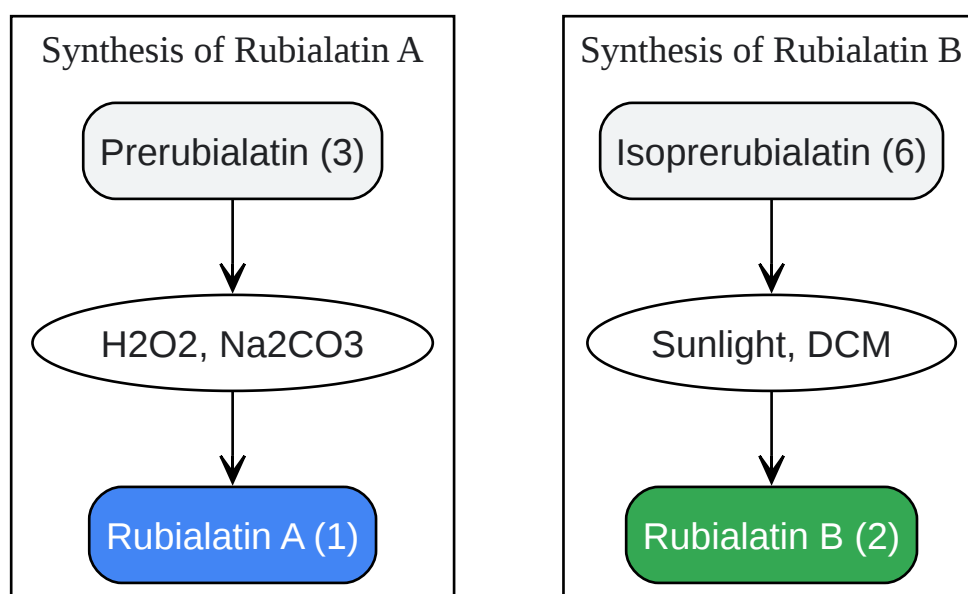 Synthesis of Rubialatin A
Prerubialatin (3)
H2O2, Na2CO3
Rubialatin A (1)
Synthesis of Rubialatin B
Isoprerubialatin (6)
Sunlight, DCM
Rubialatin B (2)